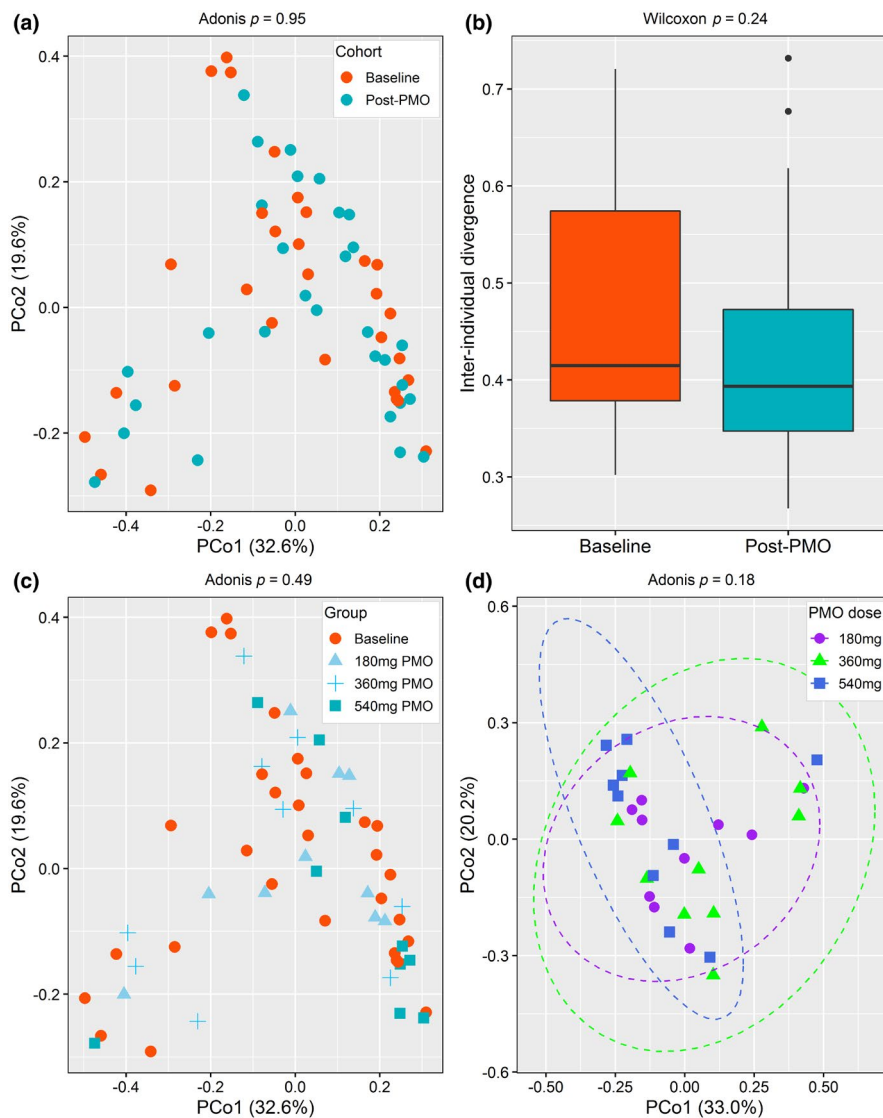 (a)
Adonis p = 0.95
Cohort
Baseline
Post-PMO
PCo2 (19.6%)
0.4
0.2
0.0
-0.2
-0.4
-0.2
0.0
0.2
PCo1 (32.6%)
(b)
Wilcoxon p = 0.24
Inter-individual divergence
0.7
0.6
0.5
0.4
0.3
Baseline
Post-PMO
(c)
Adonis p = 0.49
Group
Baseline
180mg PMO
360mg PMO
540mg PMO
PCo2 (19.6%)
0.4
0.2
0.0
-0.2
-0.4
-0.2
0.0
0.2
PCo1 (32.6%)
(d)
Adonis p = 0.18
PMO dose
180mg
360mg
540mg
PCo2 (20.2%)
0.6
0.3
0.0
-0.3
-0.6
-0.50
-0.25
0.00
0.25
0.50
PCo1 (33.0%)